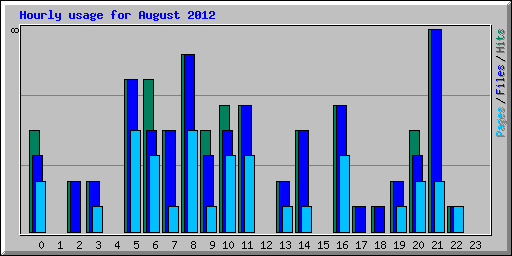 Hourly usage for August 2012
8
Pages / Files / Hits
0 1 2 3 4 5 6 7 8 9 10 11 12 13 14 15 16 17 18 19 20 21 22 23